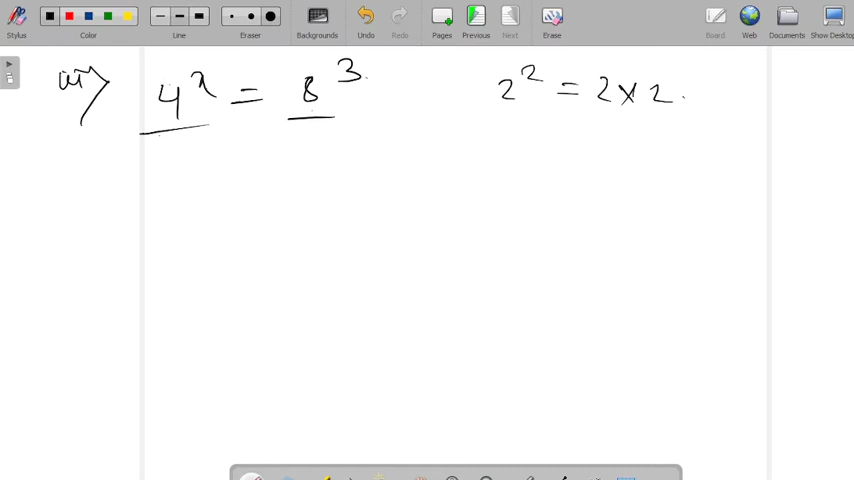 Stylus Color Line Eraser Backgrounds Undo Redo Pages Previous Next Erase Board Web Documents Show Desktop
iii) 4^x = 8^3. 2^2 = 2 x 2.